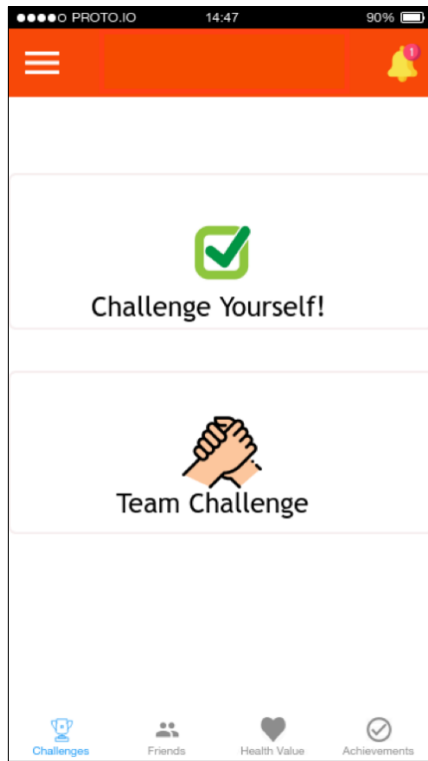 PROTO.IO 14:47 90%
1
Challenge Yourself!
Team Challenge
Challenges Friends Health Value Achievements